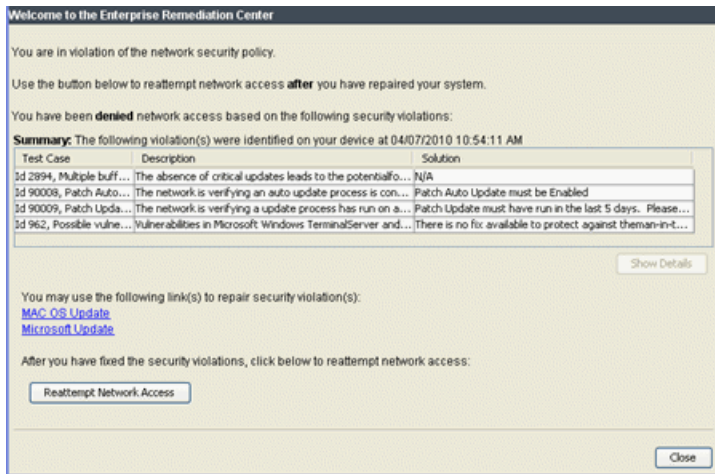 Welcome to the Enterprise Remediation Center
You are in violation of the network security policy.
Use the button below to reattempt network access after you have repaired your system.
You have been denied network access based on the following security violations:
Summary: The following violation(s) were identified on your device at 04/07/2010 10:54:11 AM
Test Case Description Solution
Id 2894, Multiple buff... The absence of critical updates leads to the potentialfo... N/A
Id 90008, Patch Auto... The network is verifying an auto update process is con... Patch Auto Update must be Enabled
Id 90009, Patch Upda... The network is verifying a update process has run on a... Patch Update must have run in the last 5 days. Please...
Id 962, Possible vulne... Vulnerabilities in Microsoft Windows TerminalServer and... There is no fix available to protect against theman-in-t...
Show Details
You may use the following link(s) to repair security violation(s):
MAC OS Update
Microsoft Update
After you have fixed the security violations, click below to reattempt network access:
Reattempt Network Access
Close